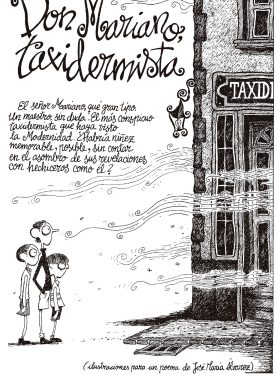 Don Mariano,
taxidermista
El señor Mariano, qué gran tipo.
Un maestro, sin duda. El más conspicuo
taxidermista que haya visto
la Modernidad. ¿Habría niñez
memorable, posible, sin contar
en el asombro de sus revelaciones
con hechiceros como él?
TAXIDE
(ilustraciones para un poema de José María Álvarez)